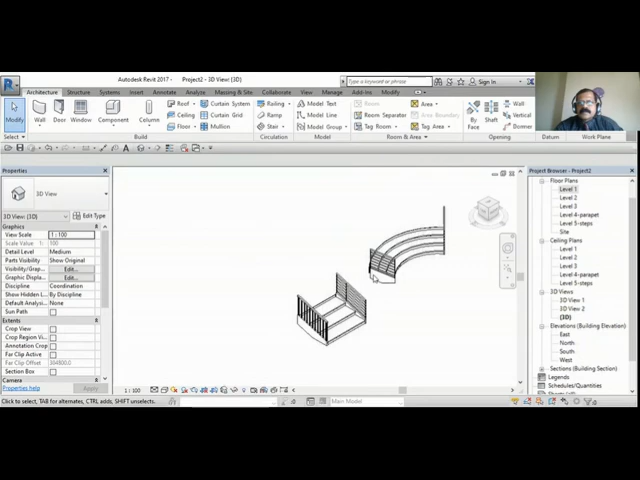 Autodesk Revit 2017 - Project2 - 3D View: {3D}
Type a keyword or phrase
Sign In
Architecture Structure Systems Insert Annotate Analyze Massing & Site Collaborate View Manage Add-Ins Modify
Modify Wall Door Window Component Column
Roof Ceiling Floor
Curtain System Curtain Grid Mullion
Railing Ramp Stair
Model Text Model Line Model Group
Room Room Separator Tag Room
Area Area Boundary Tag Area
By Face Shaft
Wall Vertical Dormer
Select Build Circulation Model Room & Area Opening Datum Work Plane
Properties
3D View
3D View: {3D} Edit Type
Graphics
View Scale 1 : 100
Scale Value 1: 100
Detail Level Medium
Parts Visibility Show Original
Visibility/Grap... Edit...
Graphic Display... Edit...
Discipline Coordination
Show Hidden L... By Discipline
Default Analysi... None
Sun Path
Extents
Crop View
Crop Region Vi...
Annotation Crop
Far Clip Active
Far Clip Offset 304800.0
Section Box
Camera
Properties help Apply
Project Browser - Project2
Floor Plans
Level 1
Level 2
Level 3
Level 4-parapet
Level 5-steps
Site
Ceiling Plans
Level 1
Level 2
Level 3
Level 4-parapet
Level 5-steps
3D Views
3D View 1
3D View 2
{3D}
Elevations (Building Elevation)
East
North
South
West
Sections (Building Section)
Legends
Schedules/Quantities
1 : 100
Click to select, TAB for alternates, CTRL adds, SHIFT unselects.
:0
Main Model
:0